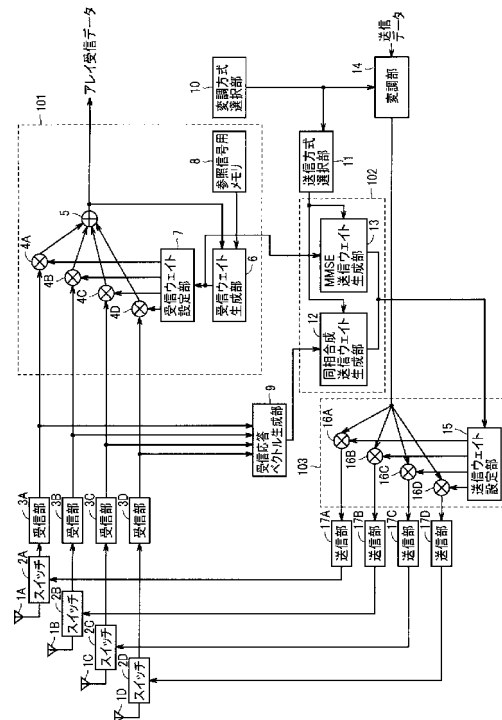 1A
スイッチ
2A
受信部
3A
1B
スイッチ
2B
受信部
3B
1C
スイッチ
2C
受信部
3C
1D
スイッチ
2D
受信部
3D
101
4A
4B
4C
4D
5
アレイ受信データ
7
受信ウェイト
設定部
6
受信ウェイト
生成部
8
参照信号用
メモリ
9
受信応答
ベクトル生成部
10
変調方式
選択部
11
送信方式
選択部
102
12
同相合成
送信ウェイト
生成部
13
MMSE
送信ウェイト
生成部
14
変調部
送信
データ
103
16A
16B
16C
16D
15
送信ウェイト
設定部
17A
送信部
17B
送信部
17C
送信部
17D
送信部